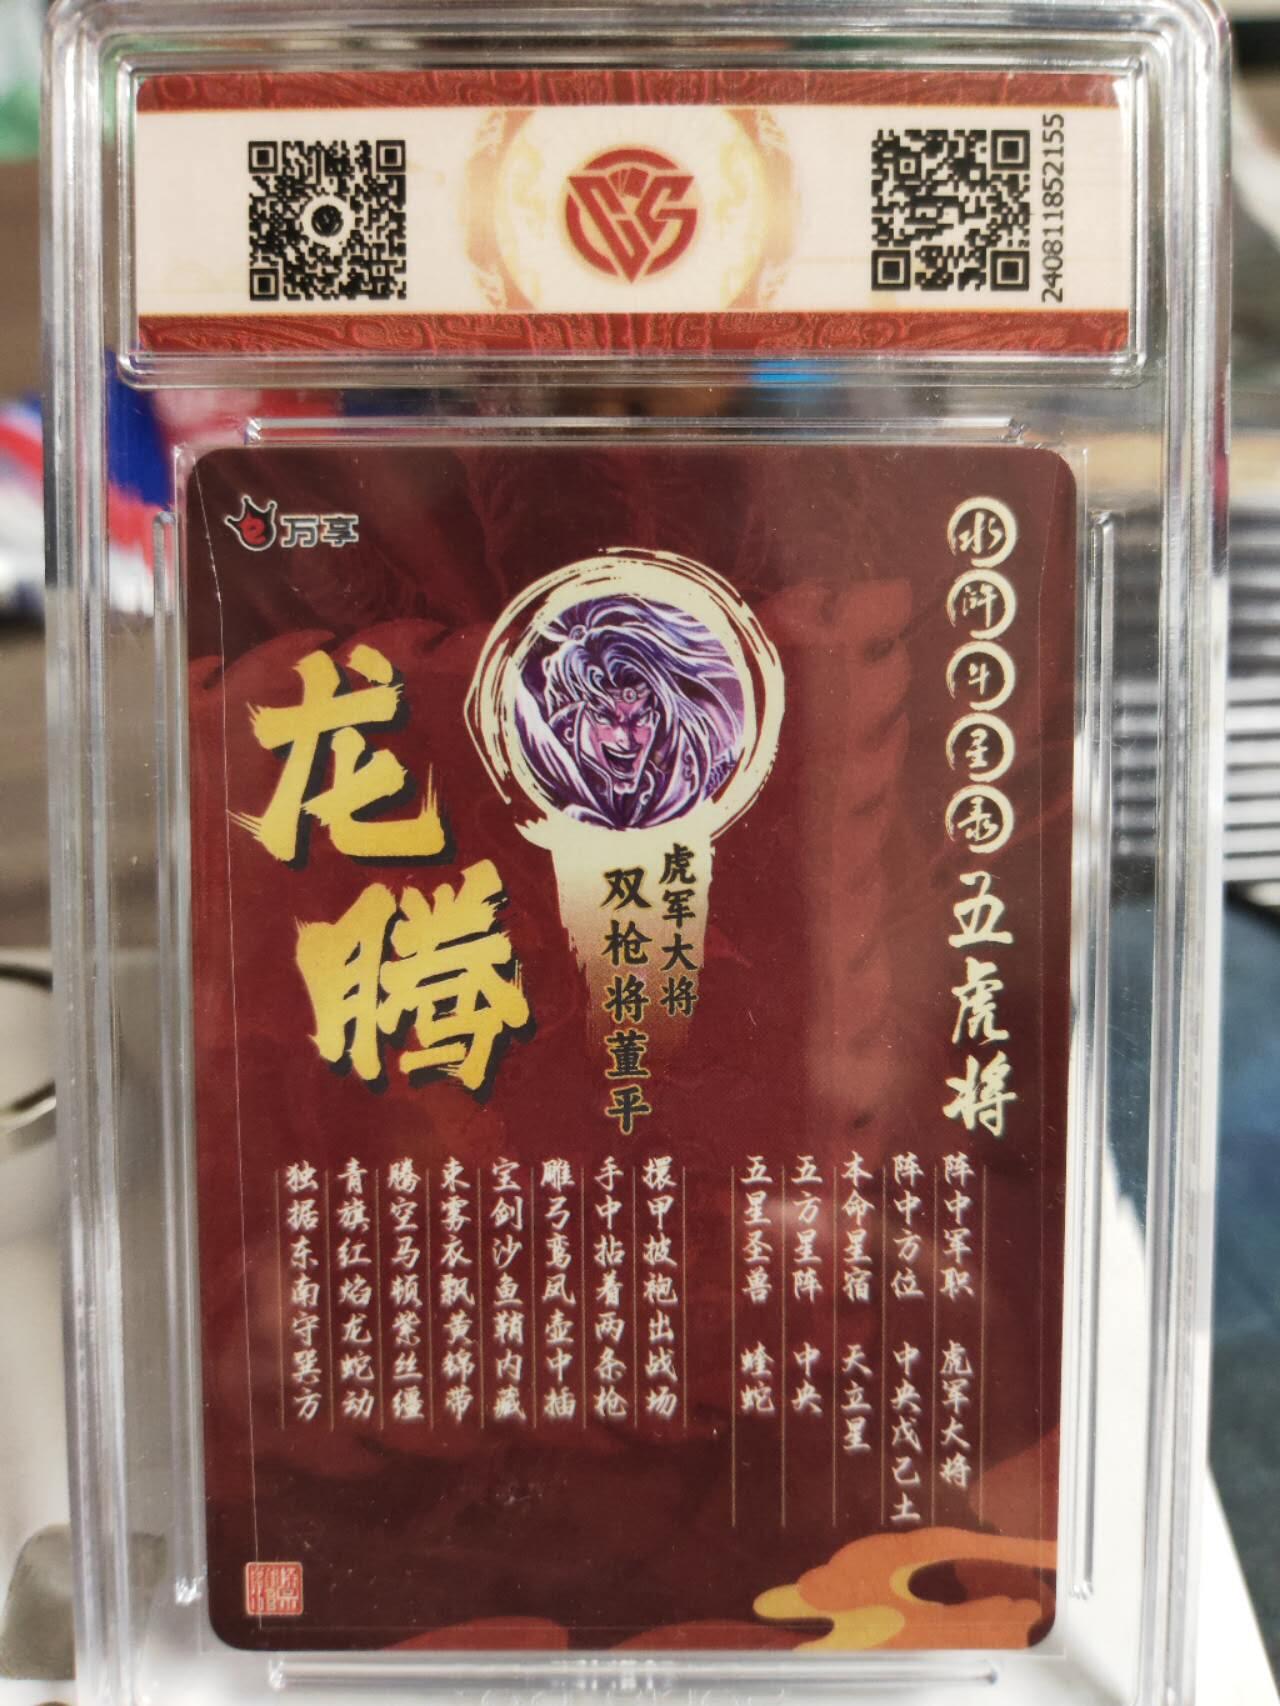 2408118522155
万享
水浒斗星录 五虎将
龙腾
虎军大将
双枪将董平
阵中军职 虎军大将
阵中方位 中央戊己土
本命星宿 天立星
五方星阵 中央
五星圣兽 螣蛇
擐甲披袍出战场
手中拈着两条枪
雕弓鸾凤壶中插
宝剑沙鱼鞘内藏
束雾衣飘黄锦带
腾空马顿紫丝缰
青旗红焰龙蛇动
独据东南守巽方